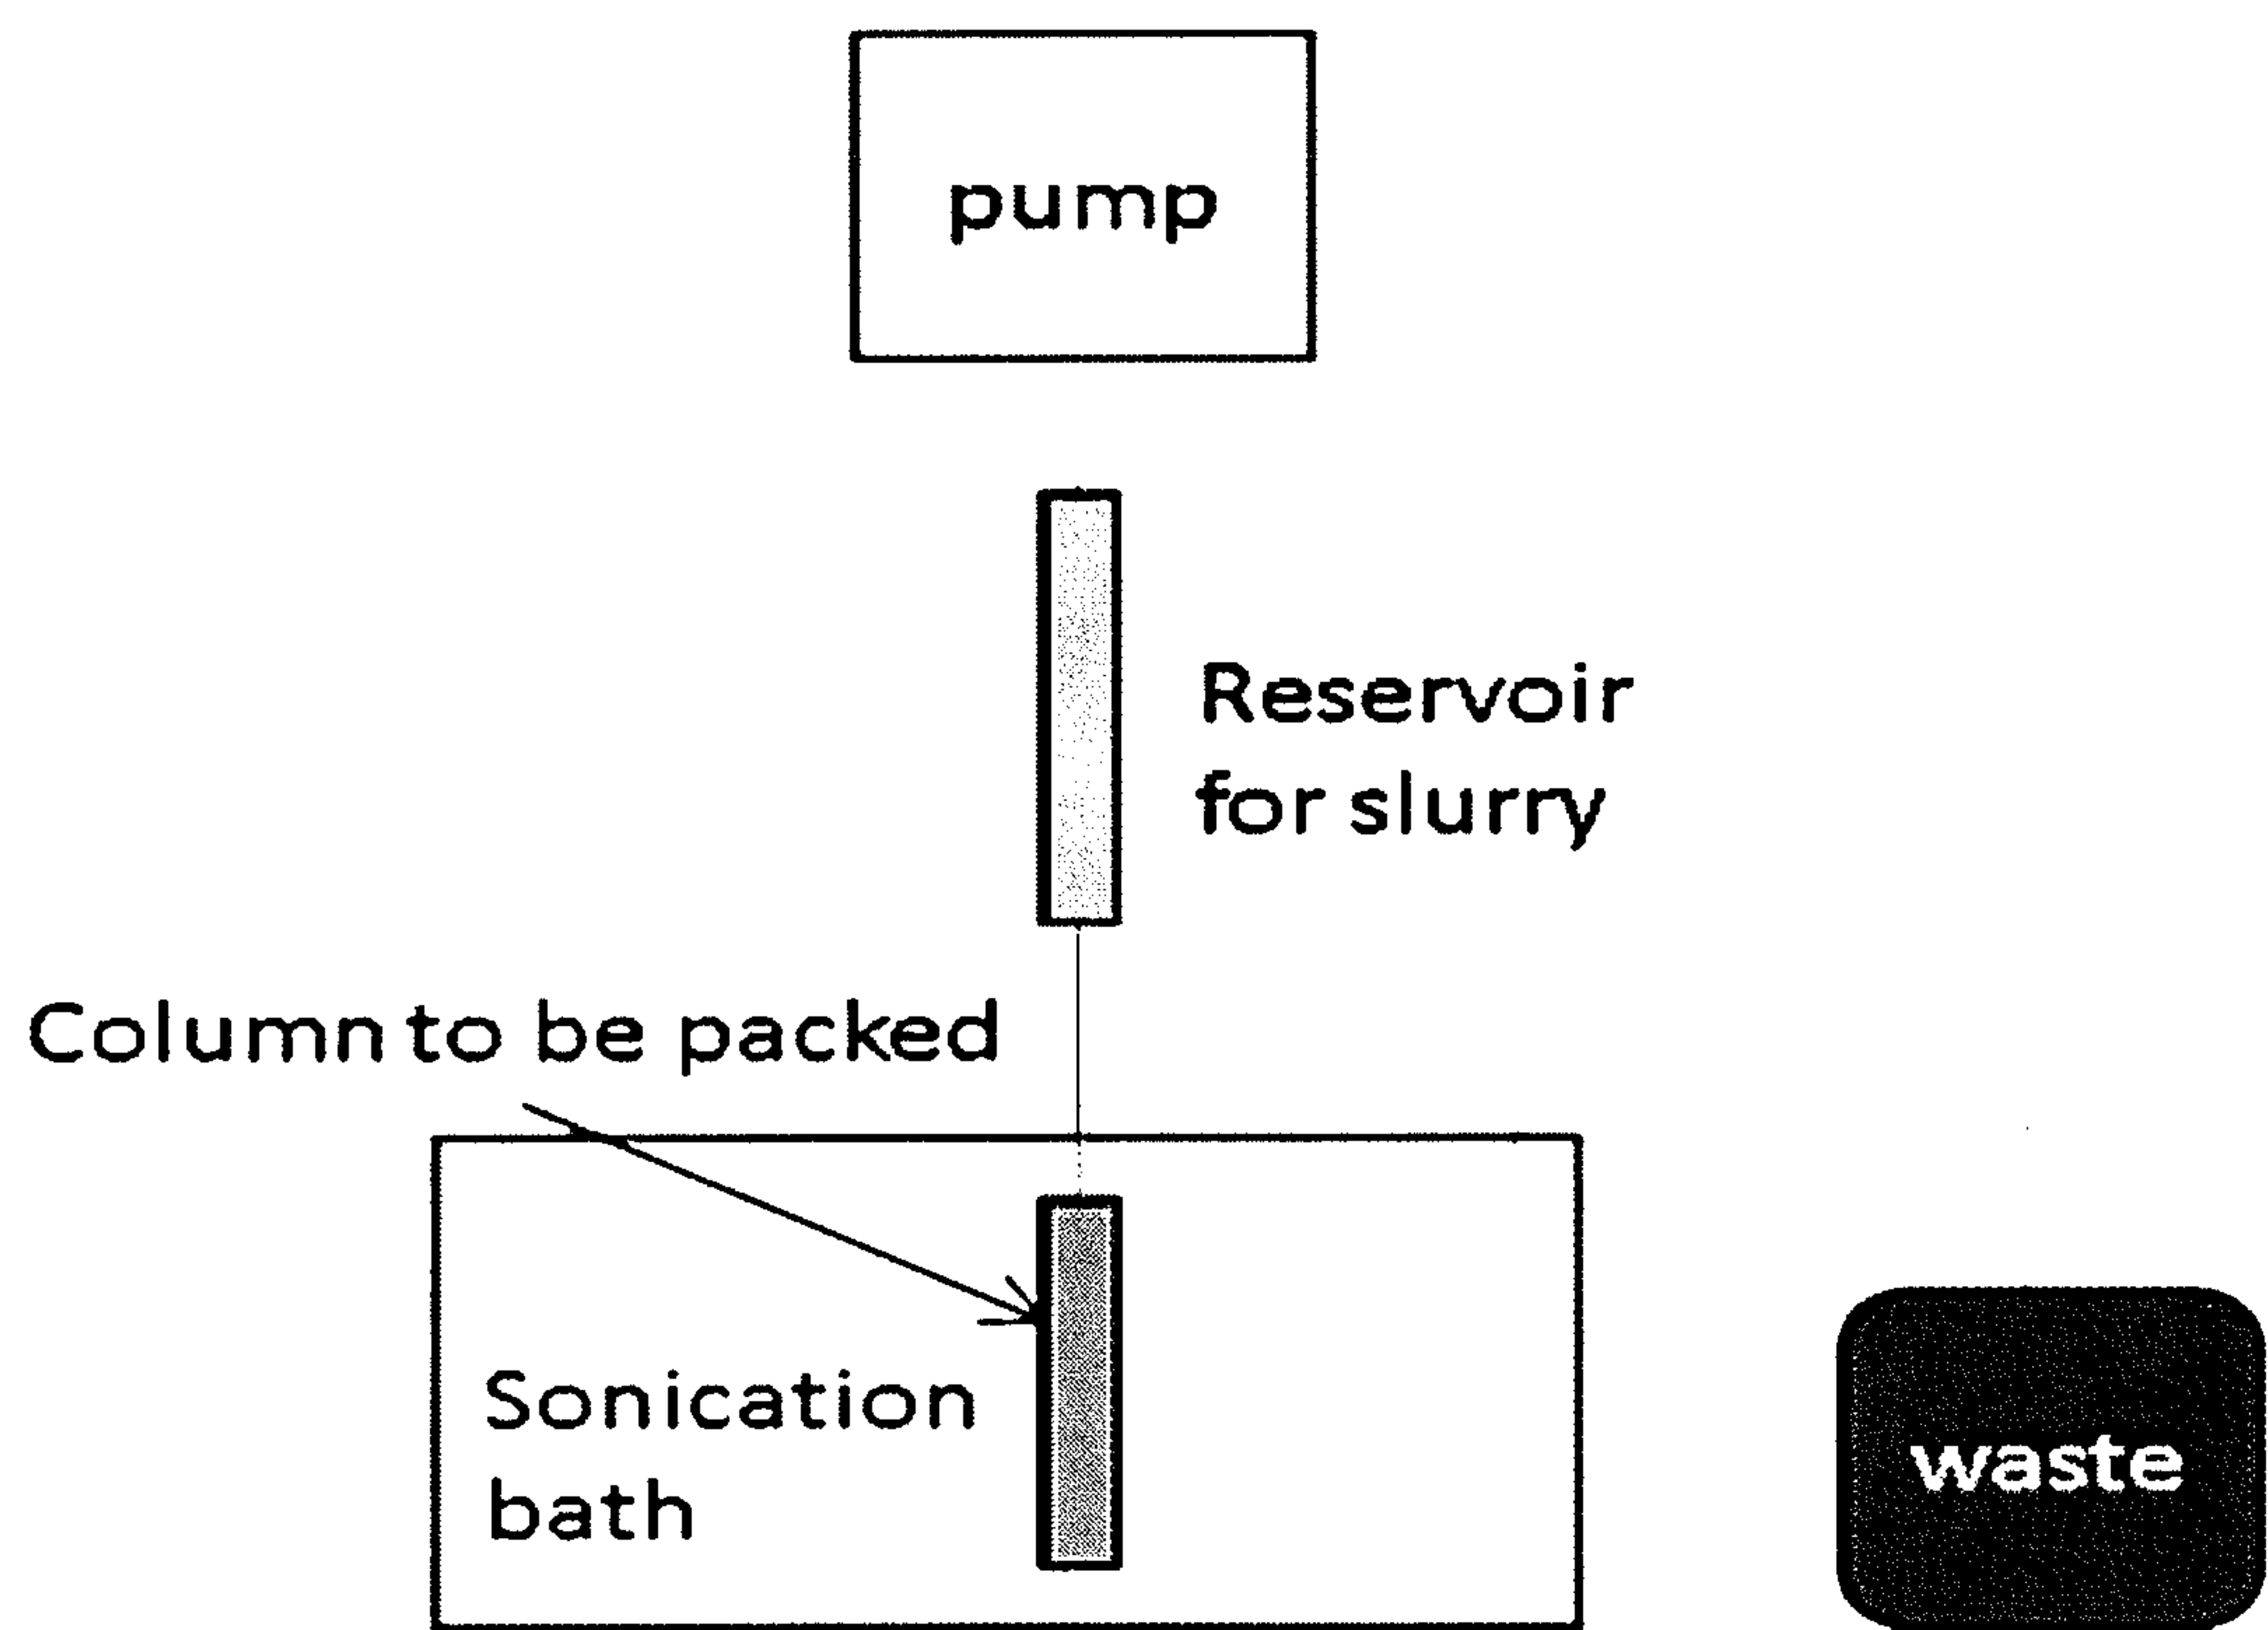 pump
Reservoir
for slurry
Column to be packed
Sonication
bath
waste